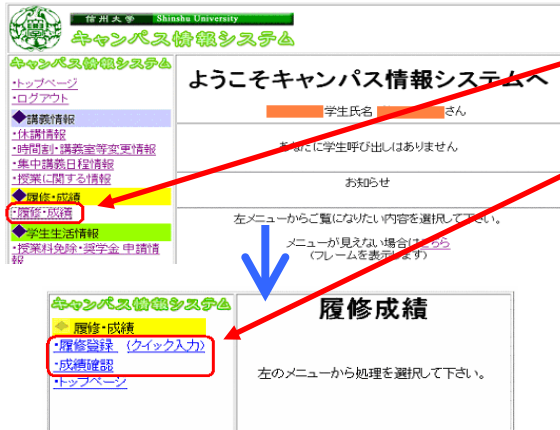 信州大学 Shinshu University
キャンパス情報システム
キャンパス情報システム
・トップページ
・ログアウト
◆講義情報
・休講情報
・時間割・講義室等変更情報
・集中講義日程情報
・授業に関する情報
◆履修・成績
・履修・成績
◆学生生活情報
・授業料免除・奨学金 申請情報
ようこそキャンパス情報システムへ
学生氏名 さん
あなたに学生呼び出しはありません
お知らせ
左メニューからご覧になりたい内容を選択して下さい。
メニューが見えない場合はこちら
(フレームを表示します)
キャンパス情報システム
履修・成績
・履修登録 (クイック入力)
・成績確認
・トップページ
履修成績
左のメニューから処理を選択して下さい。